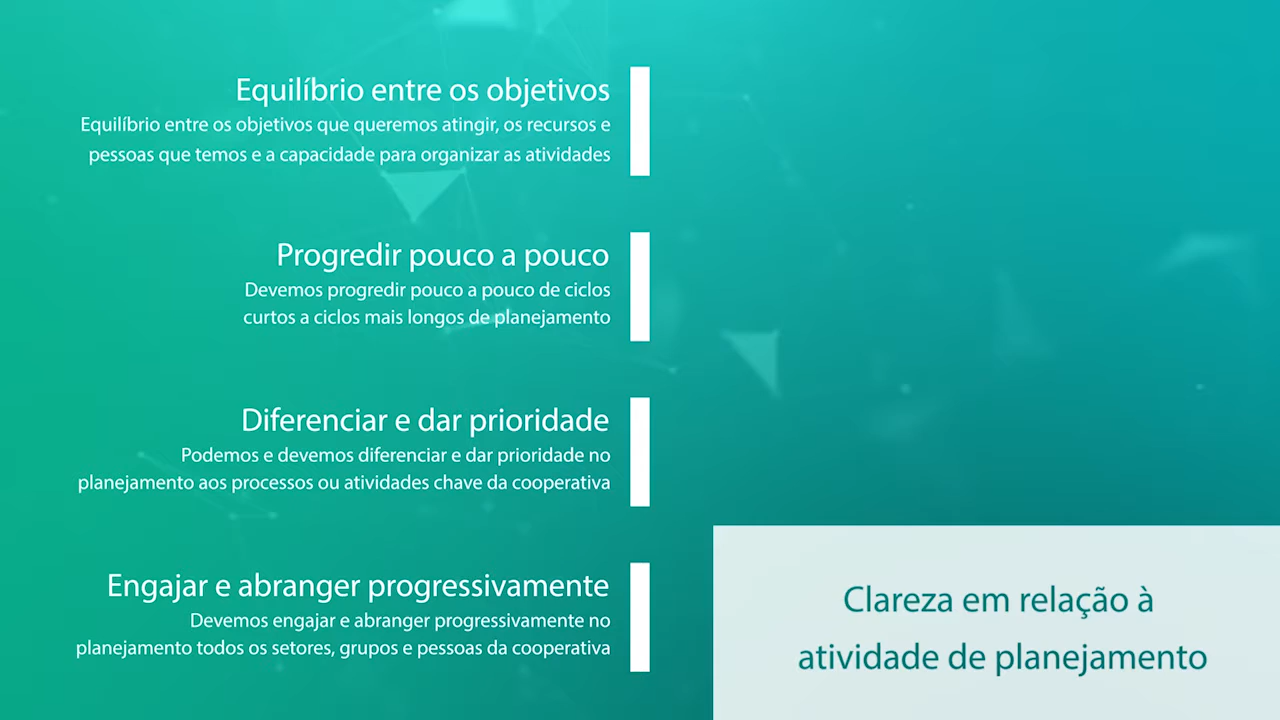 Equilíbrio entre os objetivos
Equilíbrio entre os objetivos que queremos atingir, os recursos e
pessoas que temos e a capacidade para organizar as atividades
Progredir pouco a pouco
Devemos progredir pouco a pouco de ciclos
curtos a ciclos mais longos de planejamento
Diferenciar e dar prioridade
Podemos e devemos diferenciar e dar prioridade no
planejamento aos processos ou atividades chave da cooperativa
Engajar e abranger progressivamente
Devemos engajar e abranger progressivamente no
planejamento todos os setores, grupos e pessoas da cooperativa
Clareza em relação à
atividade de planejamento